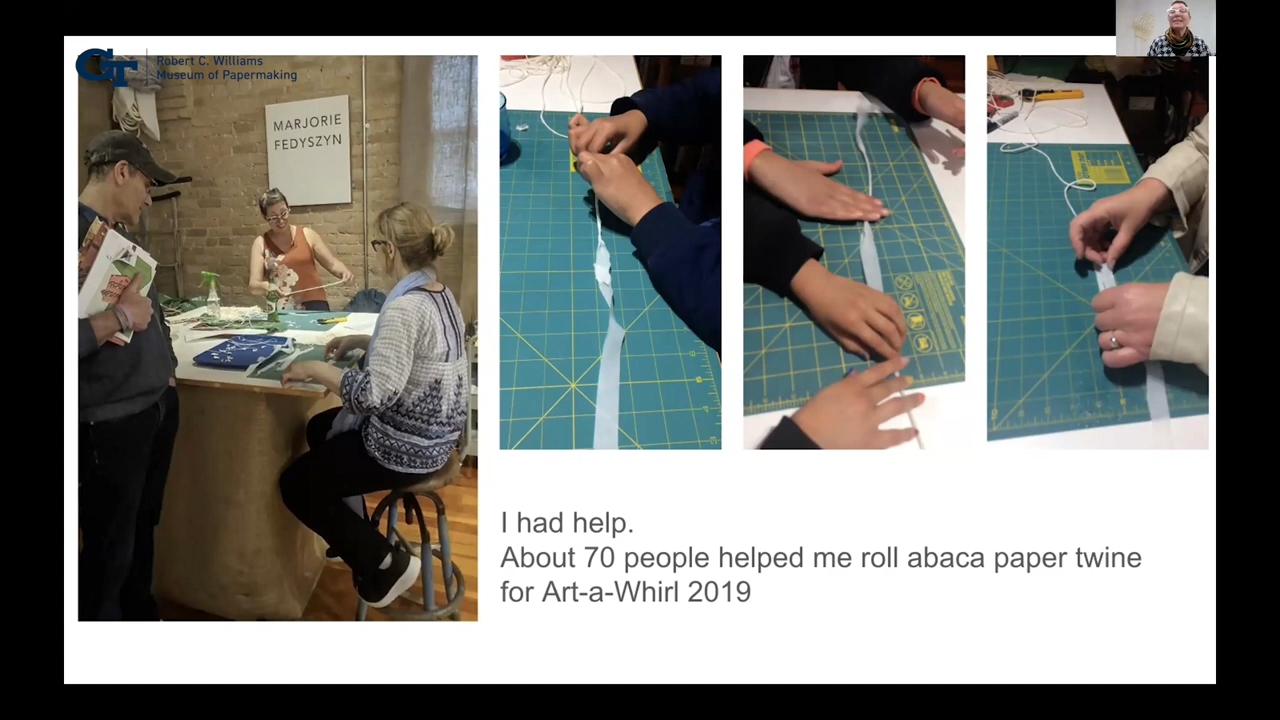 GT
Robert C. Williams
Museum of Papermaking
MARJORIE
FEDYSZYN
I had help.
About 70 people helped me roll abaca paper twine
for Art-a-Whirl 2019